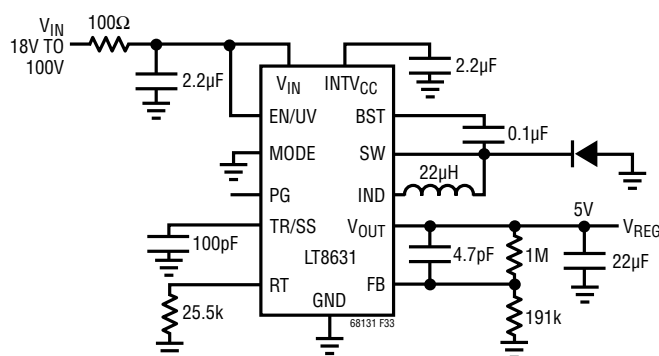 VIN
18V TO
100V
100Ω
2.2µF
2.2µF
VIN
INTVCC
EN/UV
BST
0.1µF
MODE
SW
22µH
PG
IND
TR/SS
VOUT
5V
VREG
100pF
LT8631
4.7pF
1M
22µF
RT
FB
25.5k
GND
191k
68131 F33